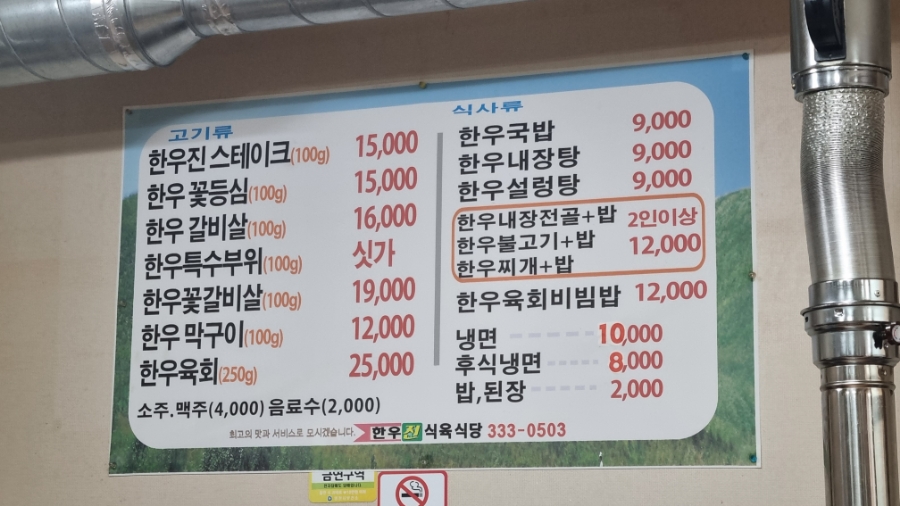 고기류
한우진 스테이크(100g) 15,000
한우 꽃등심(100g) 15,000
한우 갈비살(100g) 16,000
한우특수부위(100g) 싯가
한우꽃갈비살(100g) 19,000
한우 막구이(100g) 12,000
한우육회(250g) 25,000
소주.맥주(4,000) 음료수(2,000)
식사류
한우국밥 9,000
한우내장탕 9,000
한우설렁탕 9,000
한우내장전골+밥 2인이상
한우불고기+밥 12,000
한우찌개+밥
한우육회비빔밥 12,000
냉면 10,000
후식냉면 8,000
밥,된장 2,000
최고의 맛과 서비스로 모시겠습니다. 한우진 식육식당 333-0503
금연구역